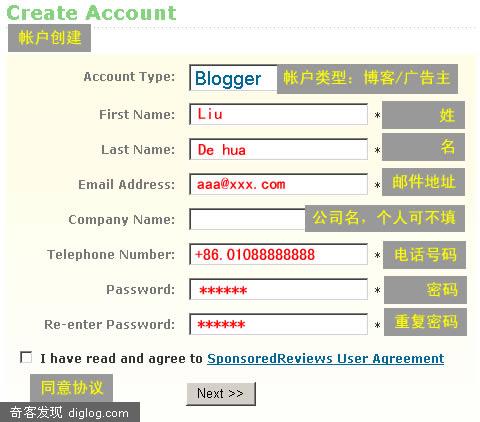 Create Account
帐户创建
Account Type: Blogger 帐户类型：博客/广告主
First Name: Liu * 姓
Last Name: De hua * 名
Email Address: aaa@xxx.com * 邮件地址
Company Name: 公司名，个人可不填
Telephone Number: +86.01088888888 * 电话号码
Password: ****** * 密码
Re-enter Password: ****** * 重复密码
I have read and agree to SponsoredReviews User Agreement
同意协议
Next >>
奇客发现 diglog.com